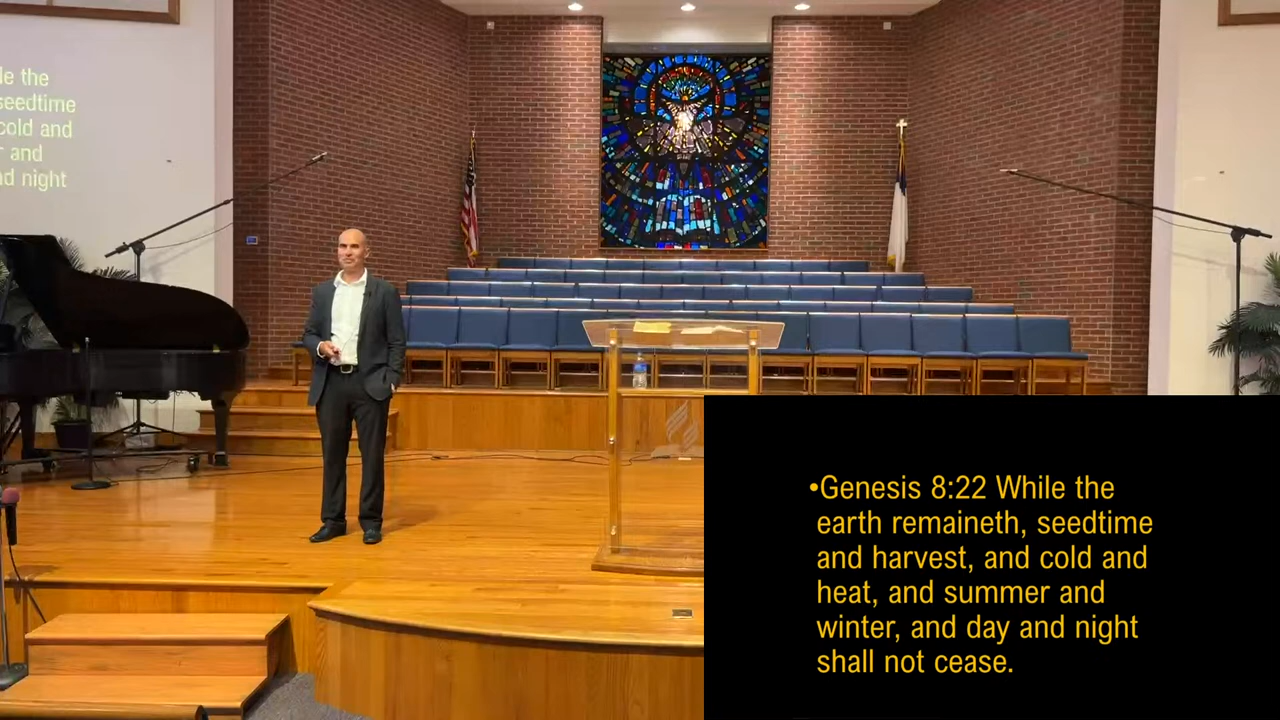 le the
seedtime
cold and
r and
nd night
•Genesis 8:22 While the
earth remaineth, seedtime
and harvest, and cold and
heat, and summer and
winter, and day and night
shall not cease.